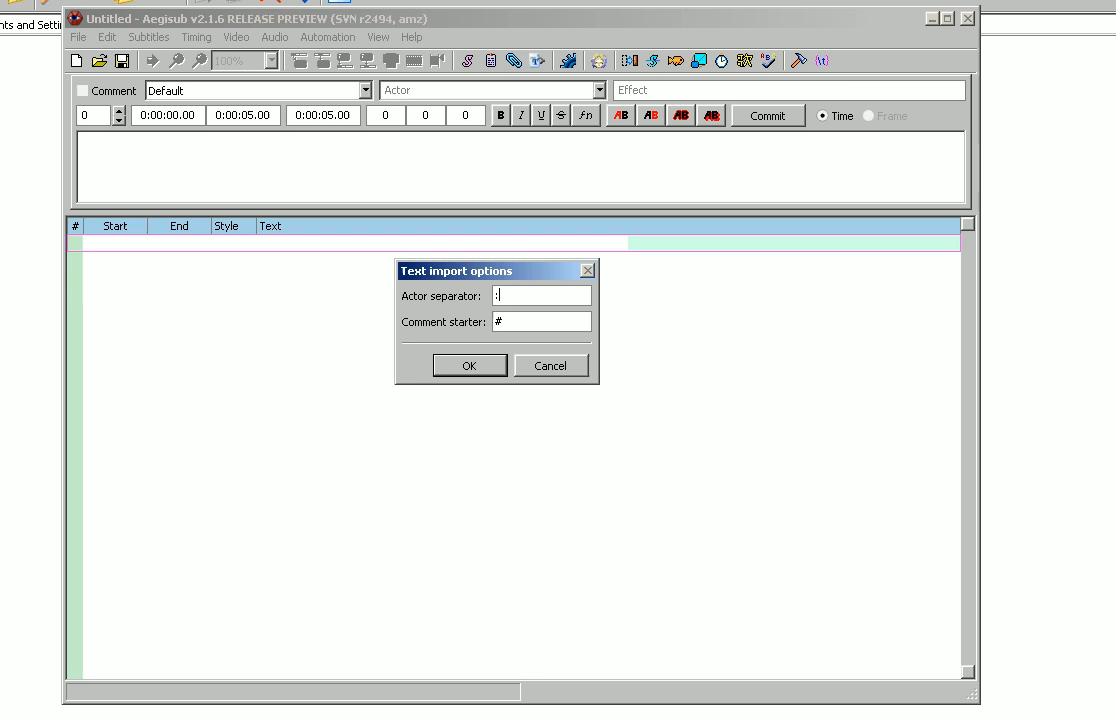 nts and Setti
Untitled - Aegisub v2.1.6 RELEASE PREVIEW (SVN r2494, amz)
File Edit Subtitles Timing Video Audio Automation View Help
100%
Comment Default Actor Effect
0 0:00:00.00 0:00:05.00 0:00:05.00 0 0 0 B I U S fn AB AB AB AB Commit Time Frame
# Start End Style Text
Text import options
Actor separator: :
Comment starter: #
OK Cancel